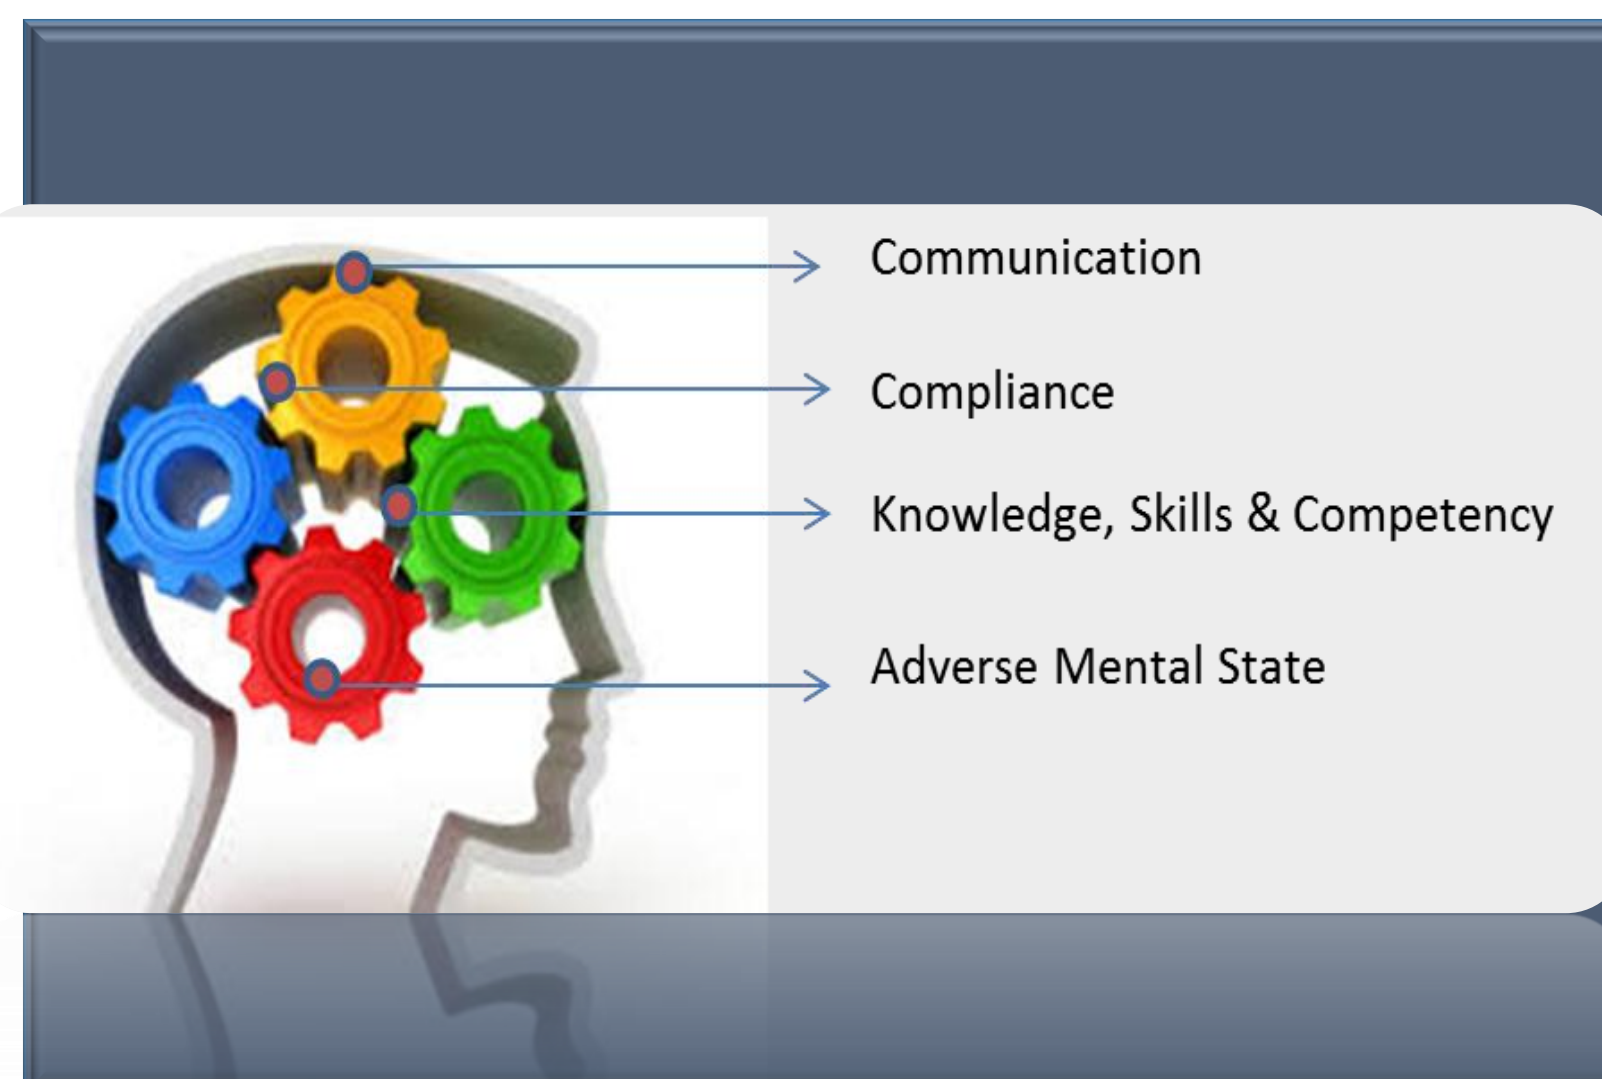 Communication
Compliance
Knowledge, Skills & Competency
Adverse Mental State